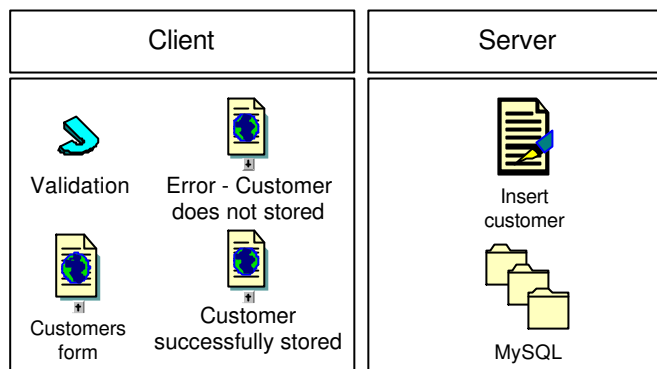 Client
Server
Validation
Error - Customer
does not stored
Customers
form
Customer
successfully stored
Insert
customer
MySQL